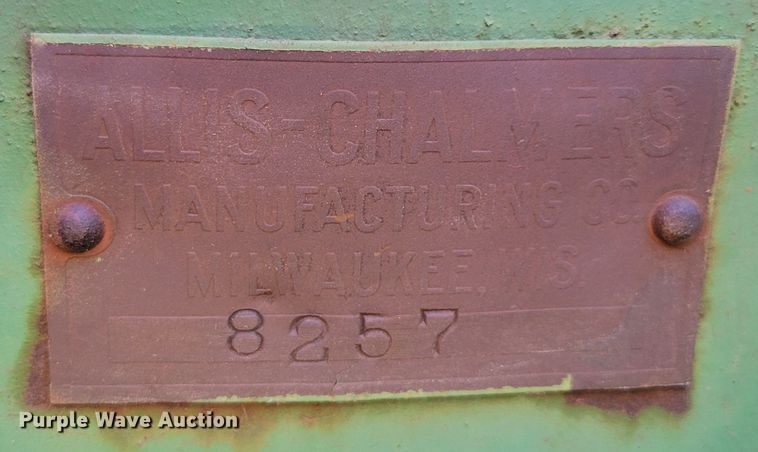 ALLIS-CHALMERS
MANUFACTURING CO.
MILWAUKEE, WIS.
8257
Purple Wave Auction